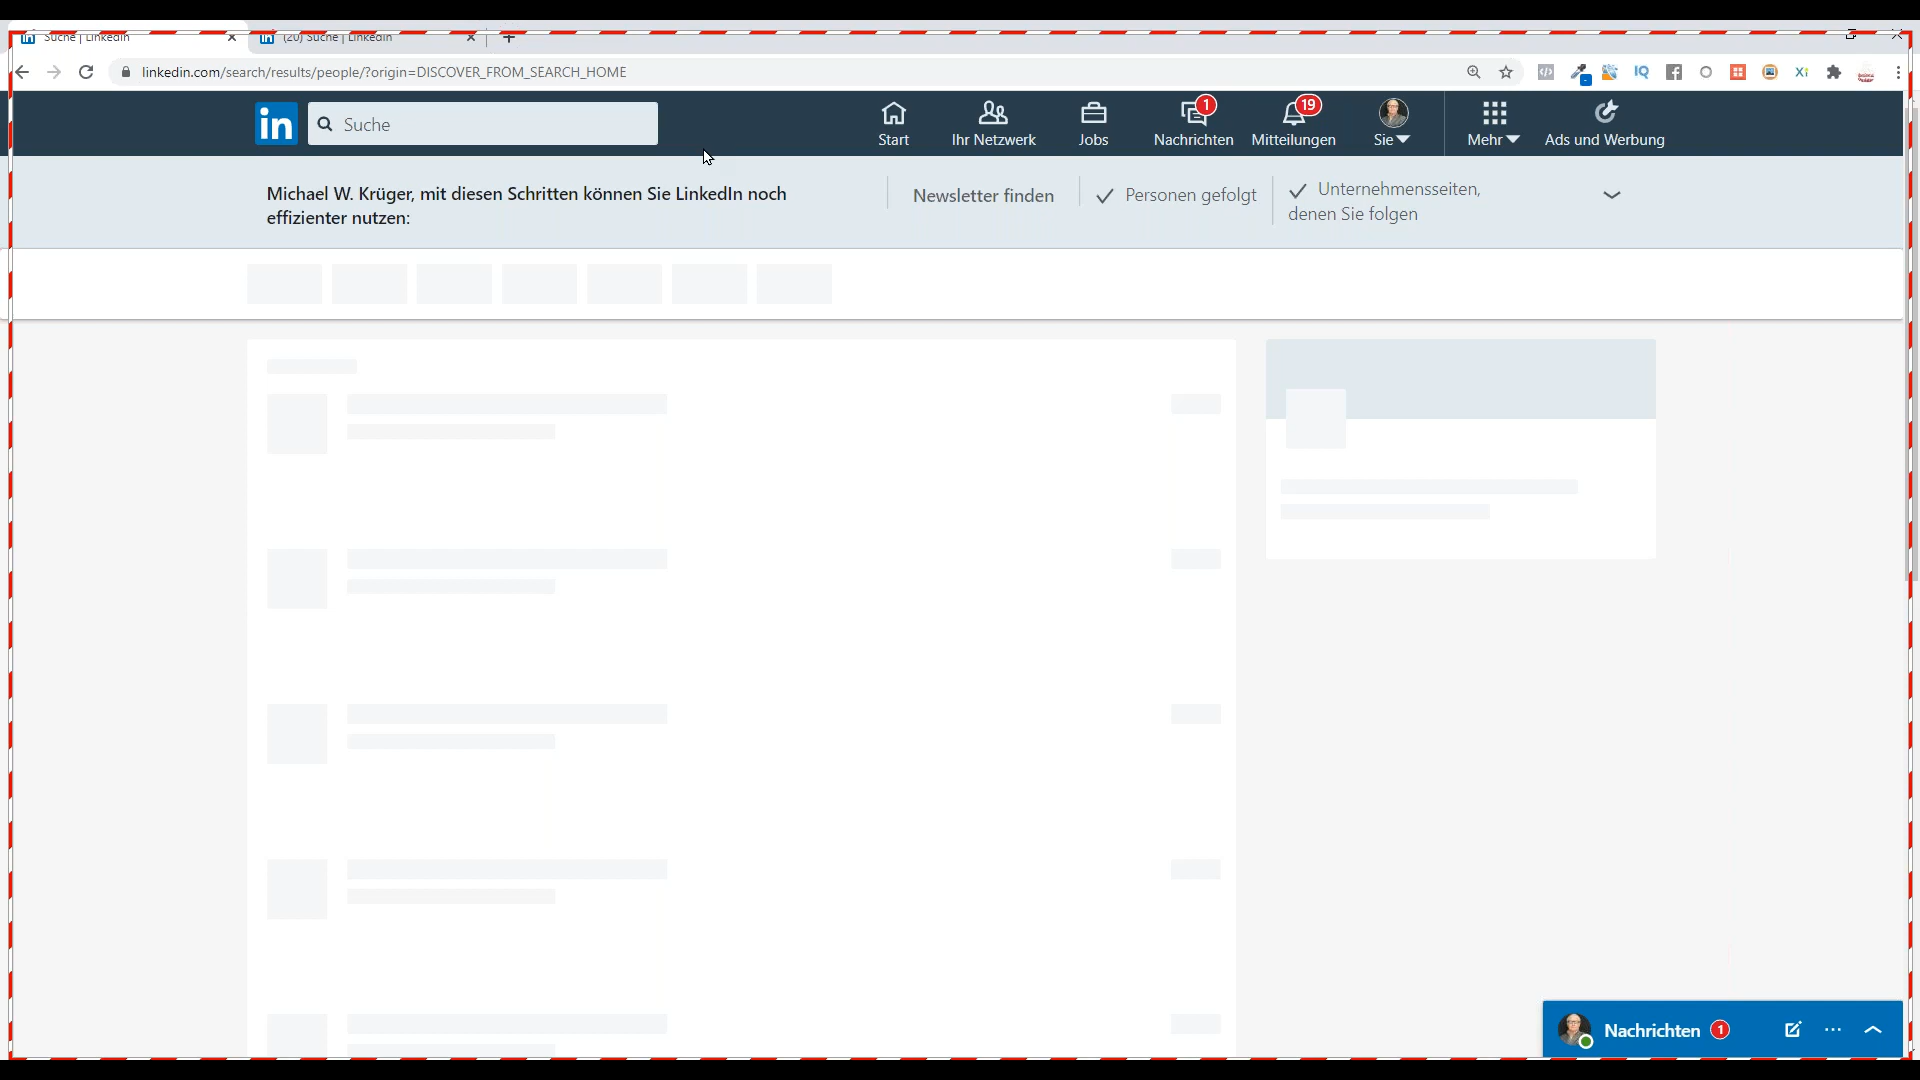 Suche | LinkedIn
(20) Suche | LinkedIn
linkedin.com/search/results/people/?origin=DISCOVER_FROM_SEARCH_HOME
in
Suche
Start
Ihr Netzwerk
Jobs
1
Nachrichten
19
Mitteilungen
Sie
Mehr
Ads und Werbung
Michael W. Krüger, mit diesen Schritten können Sie LinkedIn noch
effizienter nutzen:
Newsletter finden
Personen gefolgt
Unternehmensseiten,
denen Sie folgen
Nachrichten 1